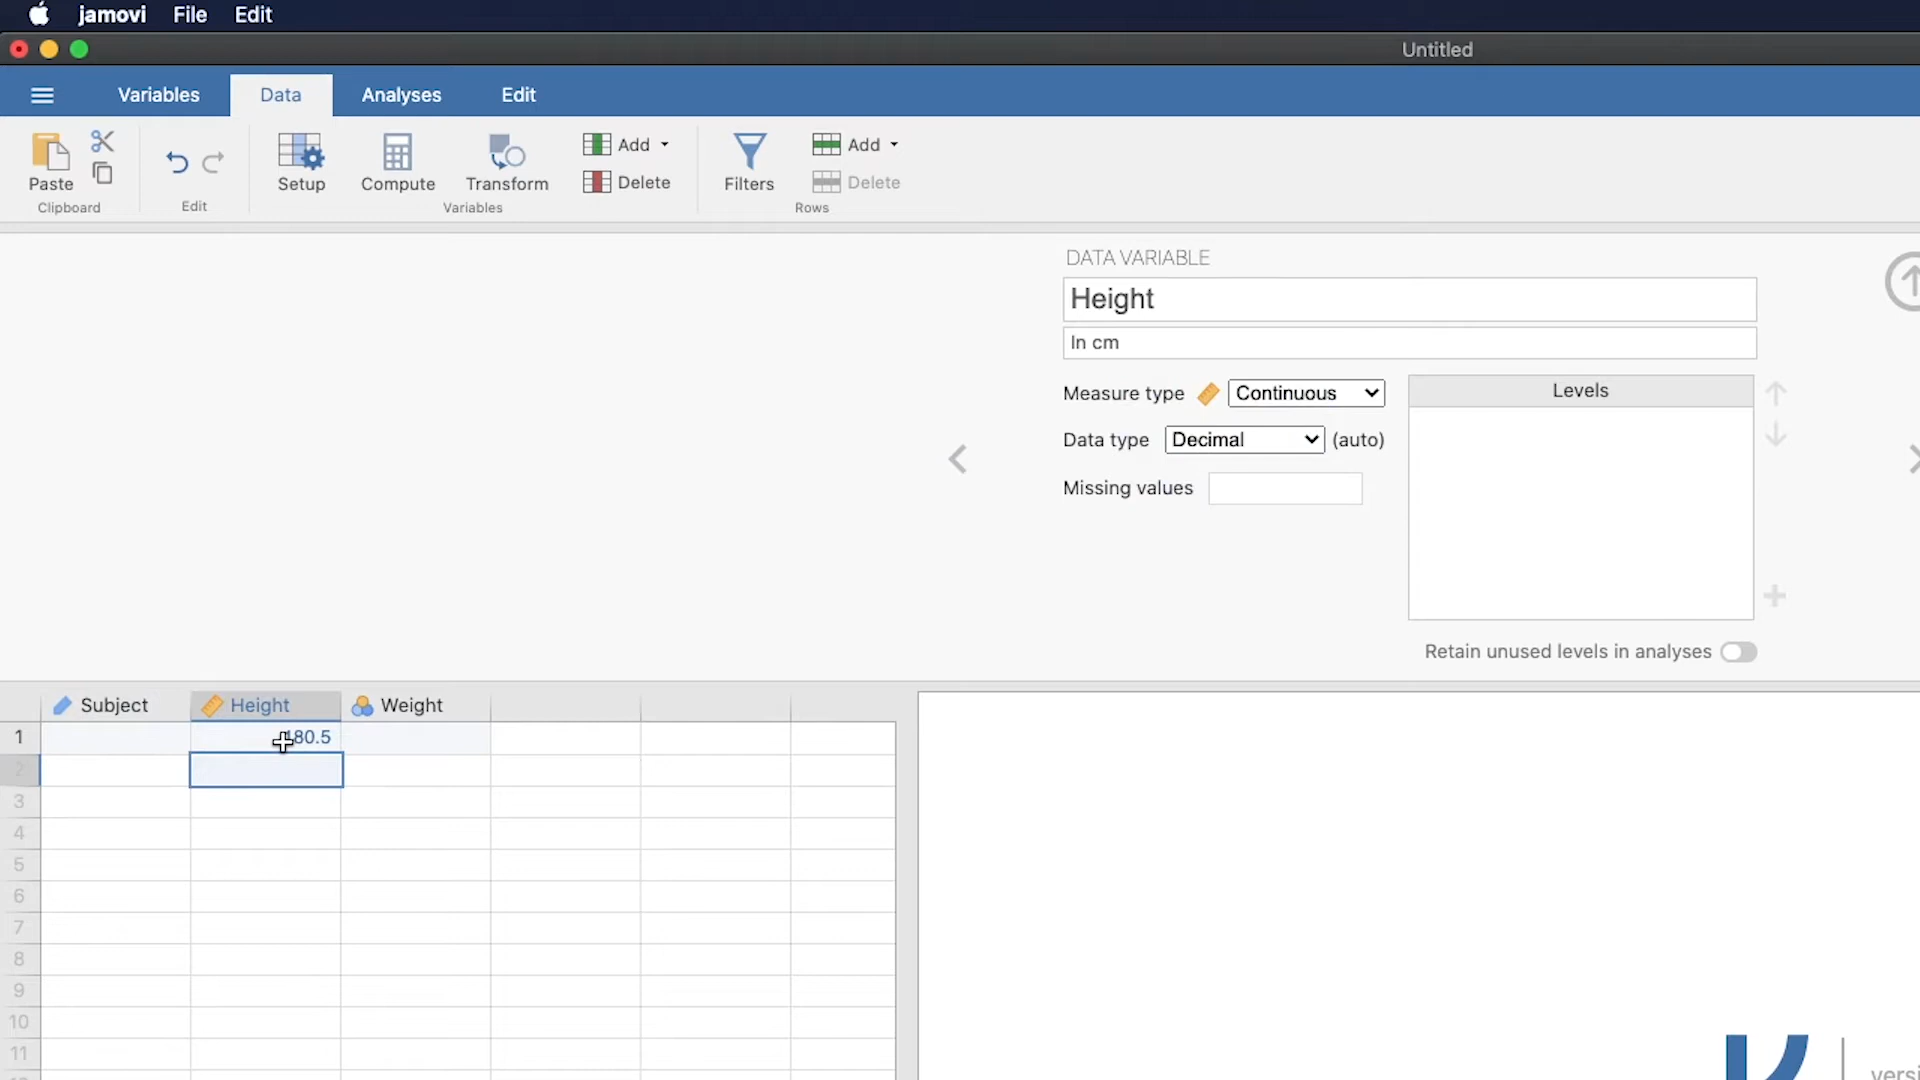 jamovi File Edit
Untitled
Variables Data Analyses Edit
Paste
Clipboard
Edit
Setup Compute Transform
Add
Delete
Variables
Filters
Add
Delete
Rows
DATA VARIABLE
Height
In cm
Measure type Continuous
Data type Decimal (auto)
Missing values
Levels
Retain unused levels in analyses
Subject Height Weight
1 180.5
2
3
4
5
6
7
8
9
10
11